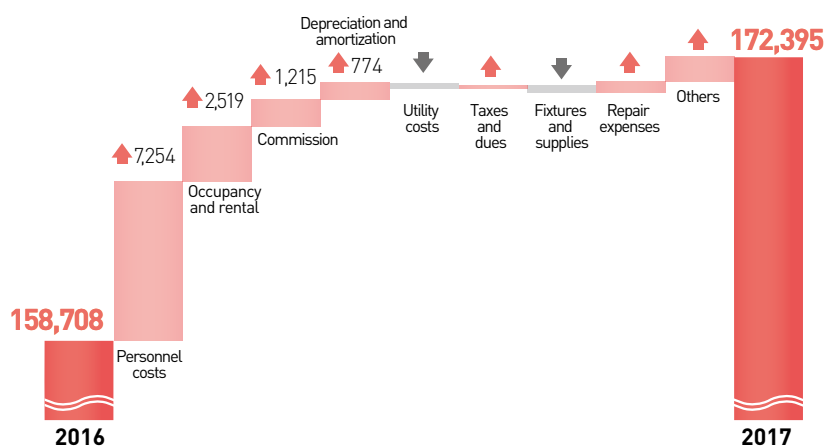 158,708
2016
7,254
Personnel
costs
2,519
Occupancy
and rental
1,215
Commission
Depreciation and
amortization
774
Utility
costs
Taxes
and
dues
Fixtures
and
supplies
Repair
expenses
Others
172,395
2017